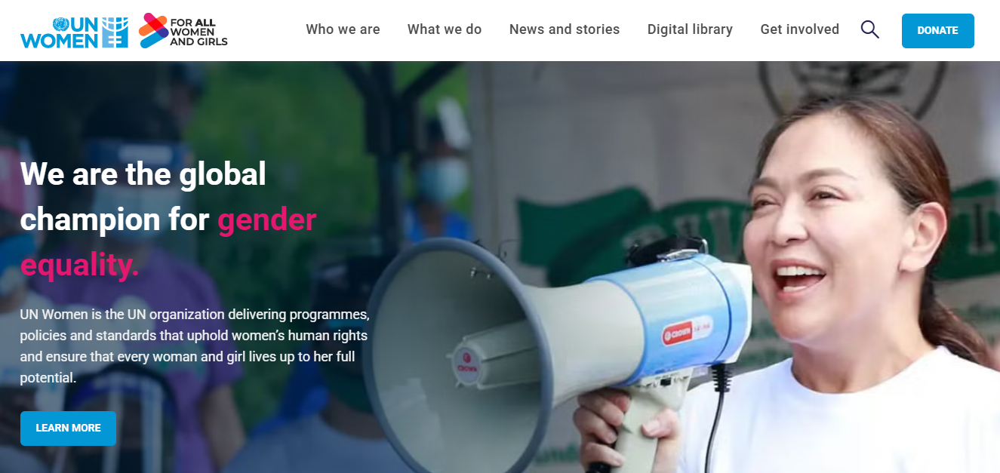 UN
WOMEN
FOR ALL
WOMEN
AND GIRLS
Who we are
What we do
News and stories
Digital library
Get involved
DONATE
We are the global
champion for gender
equality.
UN Women is the UN organization delivering programmes,
policies and standards that uphold women’s human rights
and ensure that every woman and girl lives up to her full
potential.
LEARN MORE
CROWN
CROWN